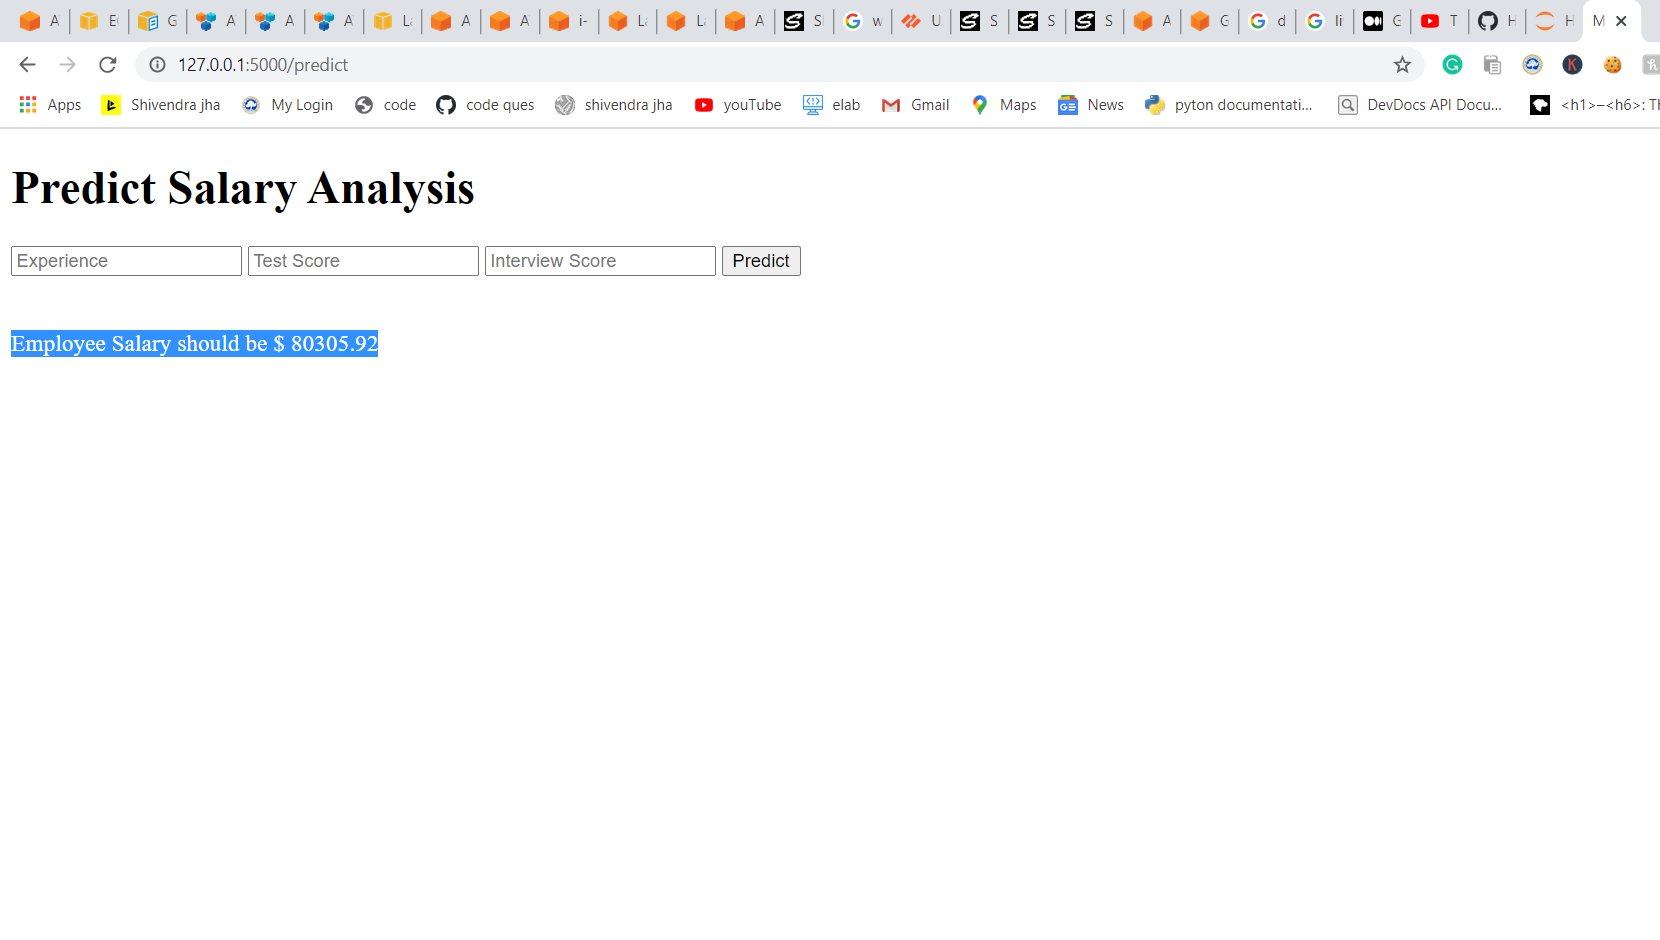 127.0.0.1:5000/predict
Apps Shivendra jha My Login code code ques shivendra jha youTube elab Gmail Maps News pyton documentati... DevDocs API Docu... <h1>–<h6>:
Predict Salary Analysis
Experience Test Score Interview Score Predict
Employee Salary should be $ 80305.92